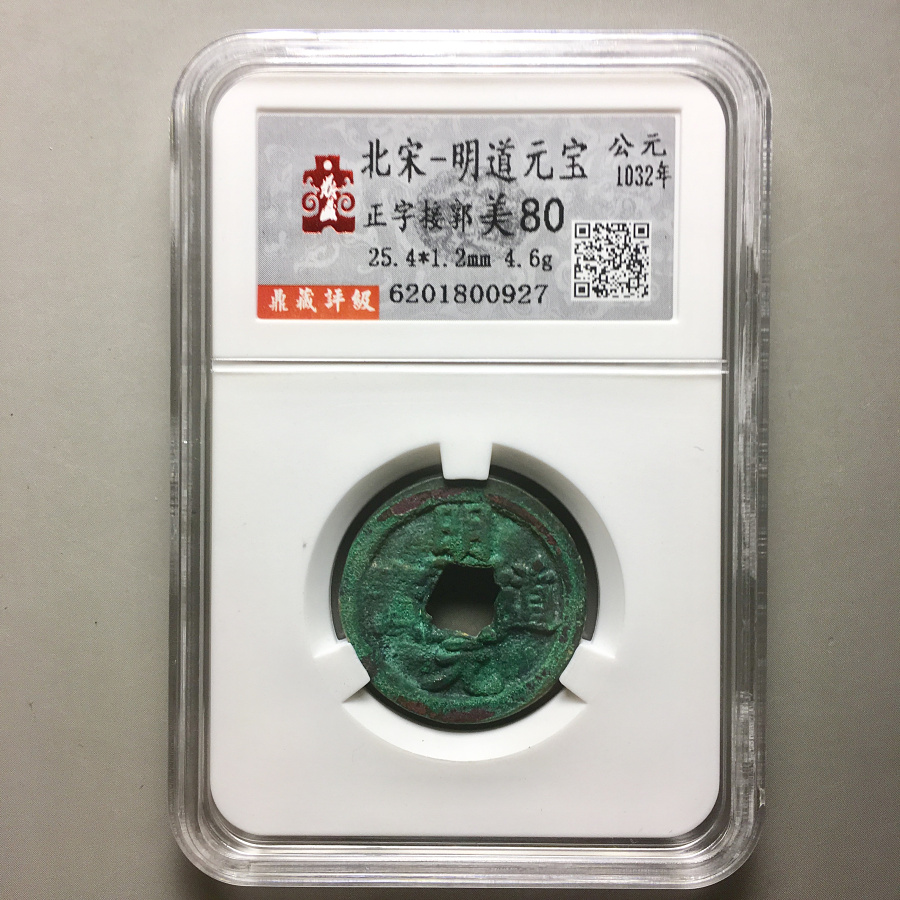 北宋-明道元宝
公元
1032年
正字接郭 美80
25.4*1.2mm 4.6g
鼎藏評級 6201800927
明道元